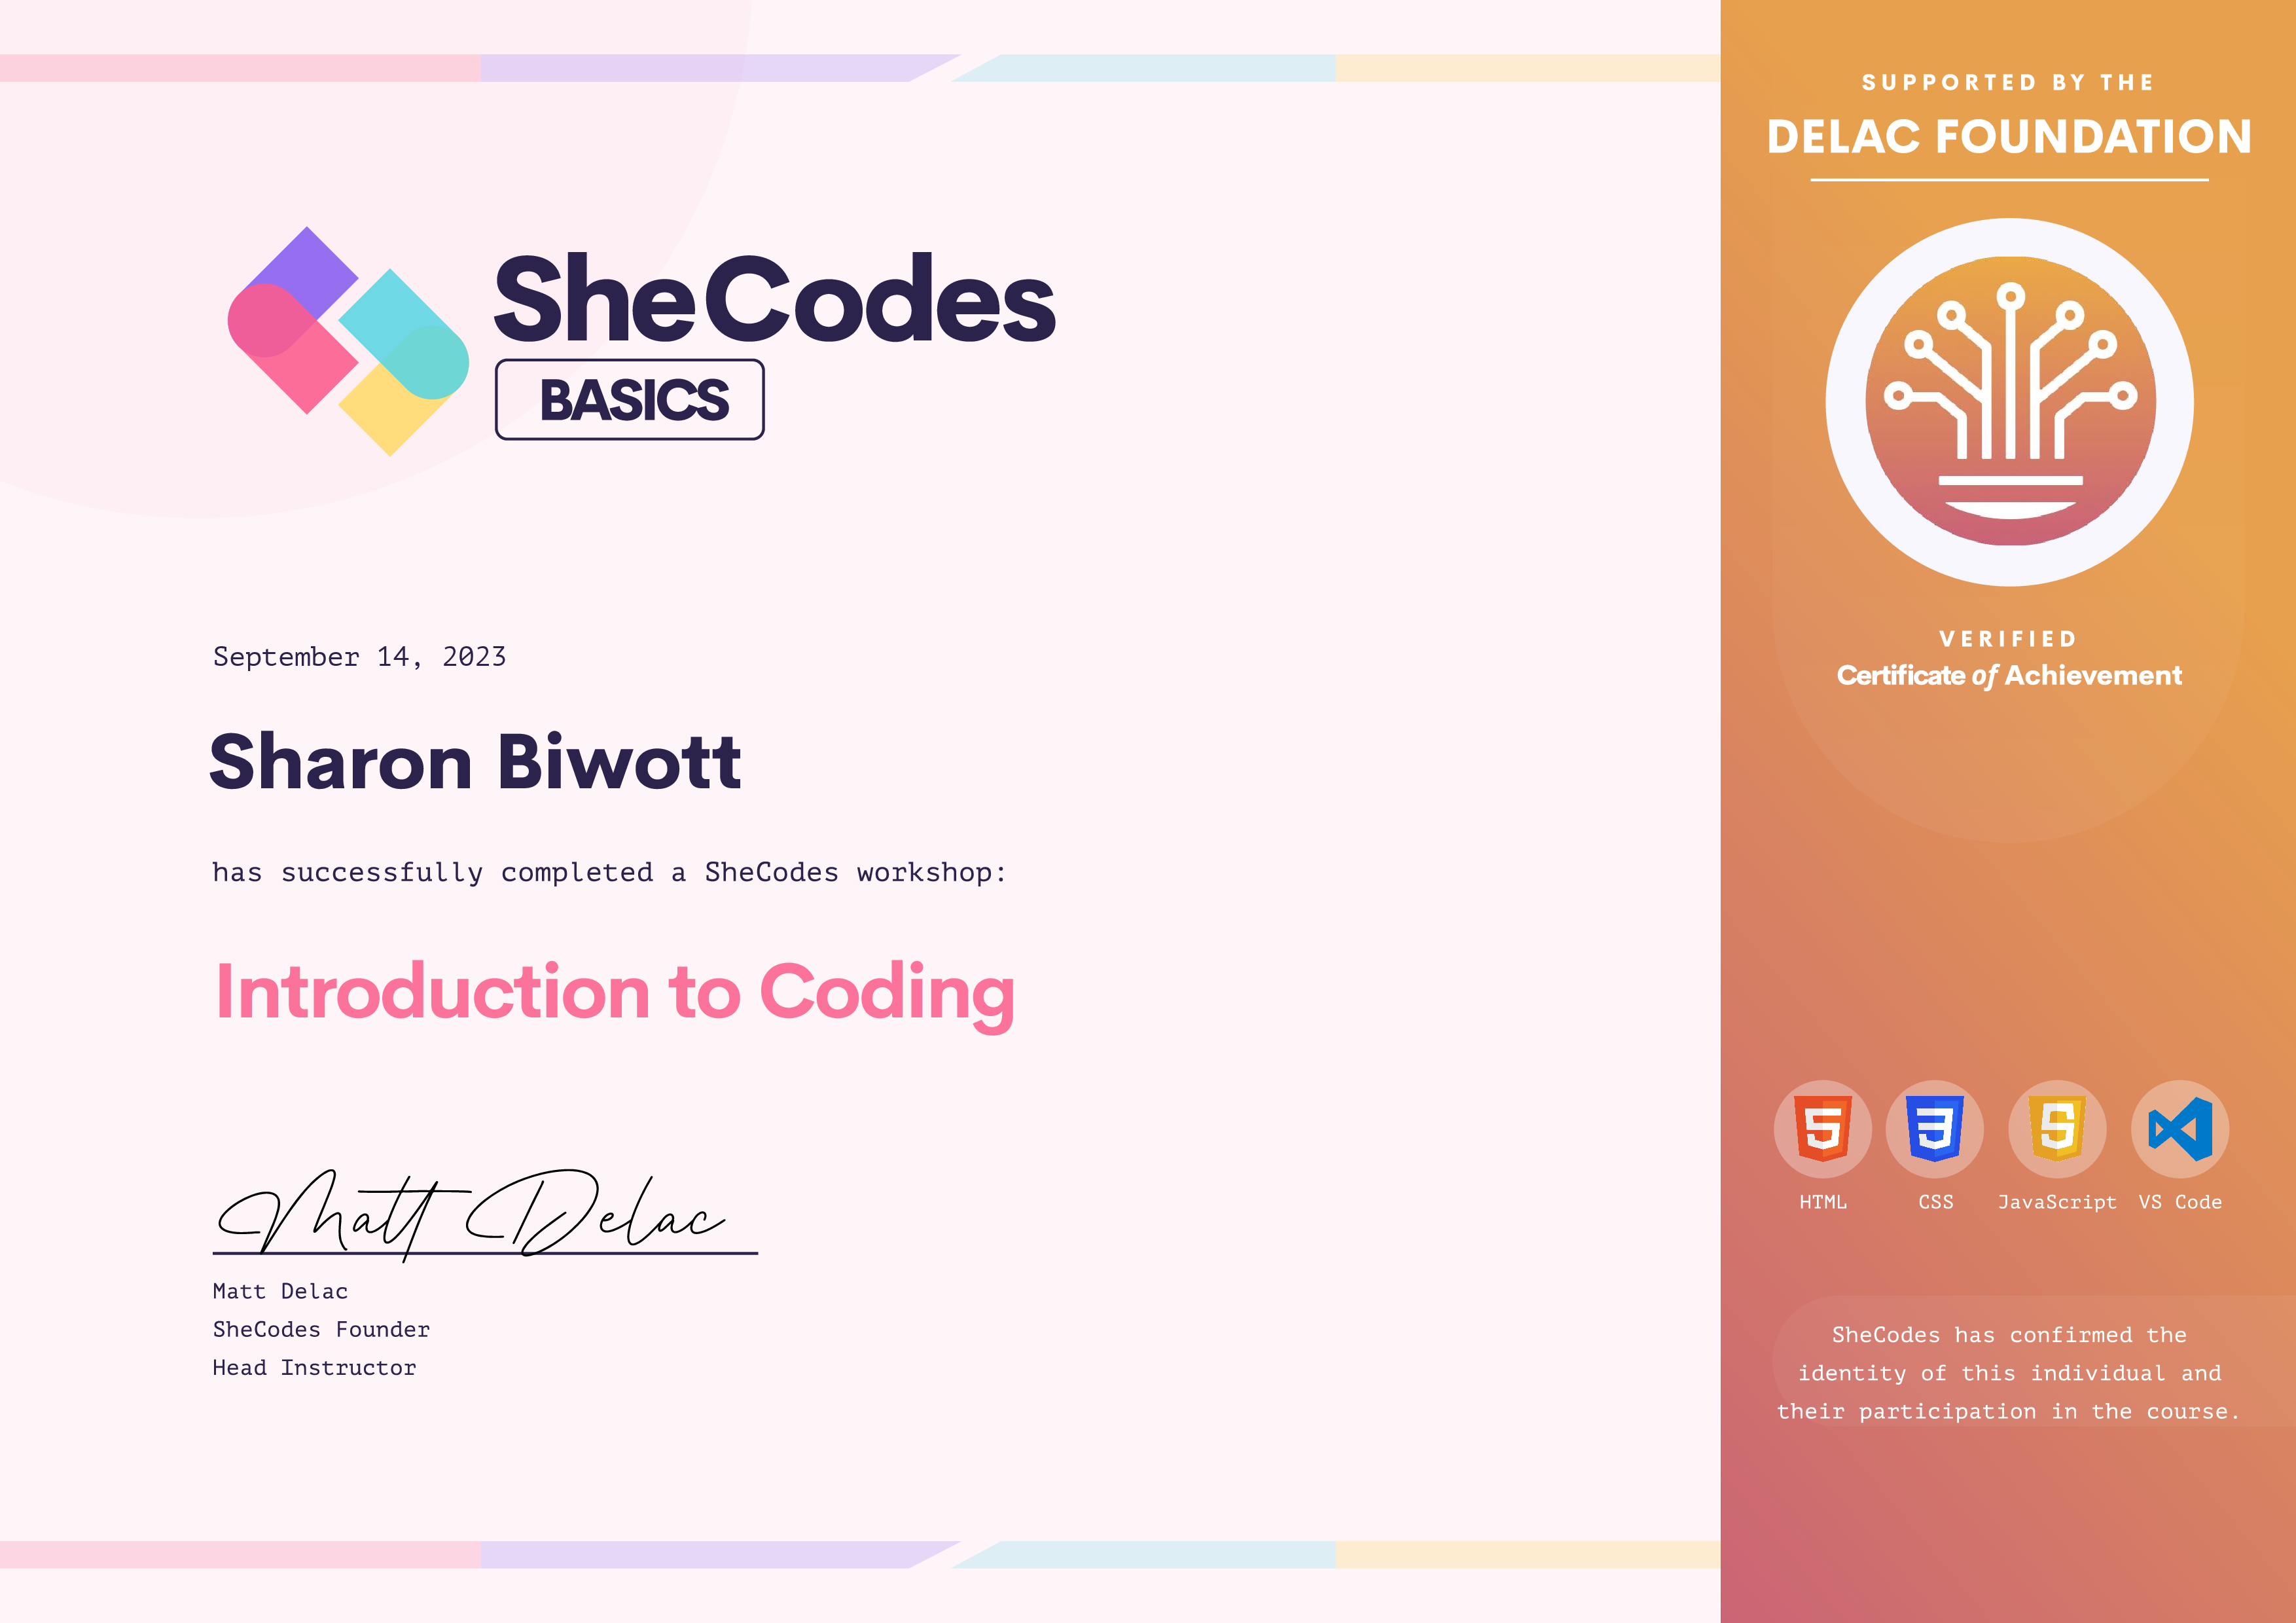 SheCodes
BASICS
September 14, 2023
Sharon Biwott
has successfully completed a SheCodes workshop:
Introduction to Coding
Matt Delac
Matt Delac
SheCodes Founder
Head Instructor
SUPPORTED BY THE
DELAC FOUNDATION
VERIFIED
Certificate of Achievement
HTML CSS JavaScript VS Code
SheCodes has confirmed the
identity of this individual and
their participation in the course.